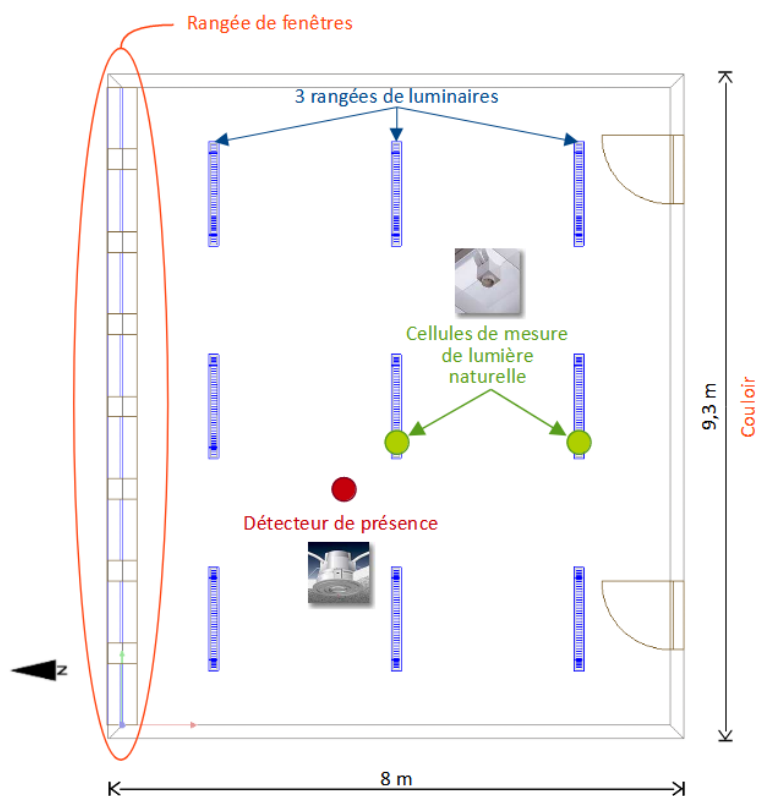 Rangée de fenêtres
3 rangées de luminaires
Cellules de mesure
de lumière
naturelle
9,3 m
Couloir
Détecteur de présence
N
8 m